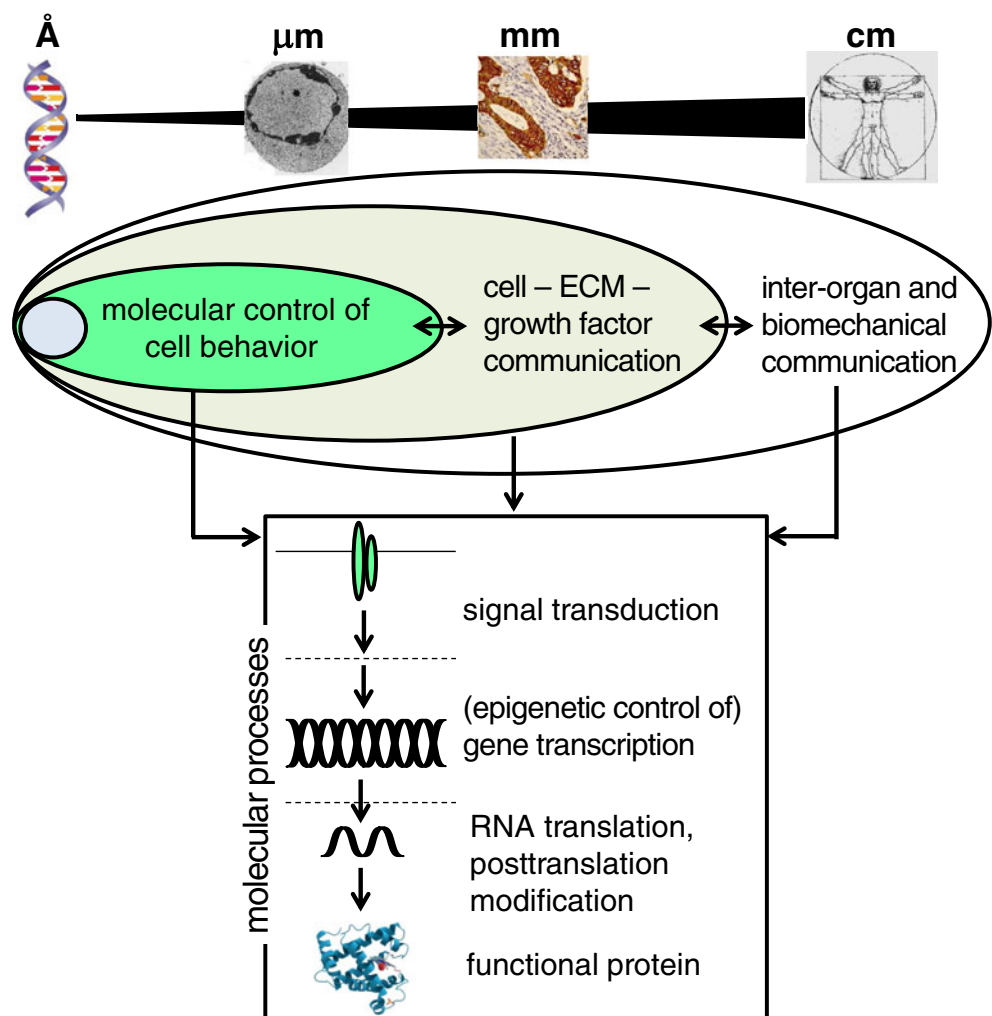 Å
μm
mm
cm
molecular control of
cell behavior
cell – ECM –
growth factor
communication
inter-organ and
biomechanical
communication
molecular processes
signal transduction
(epigenetic control of)
gene transcription
RNA translation,
posttranslation
modification
functional protein